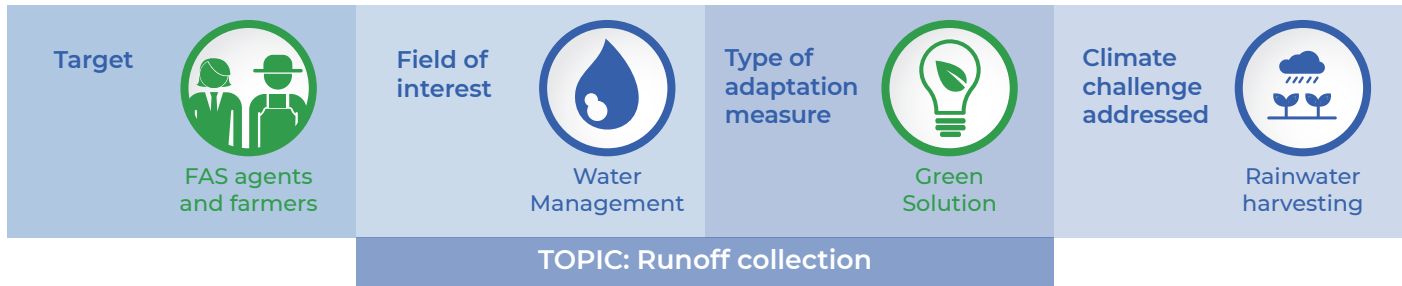 Target
FAS agents
and farmers
Field of
interest
Water
Management
Type of
adaptation
measure
Green
Solution
Climate
challenge
addressed
Rainwater
harvesting
TOPIC: Runoff collection